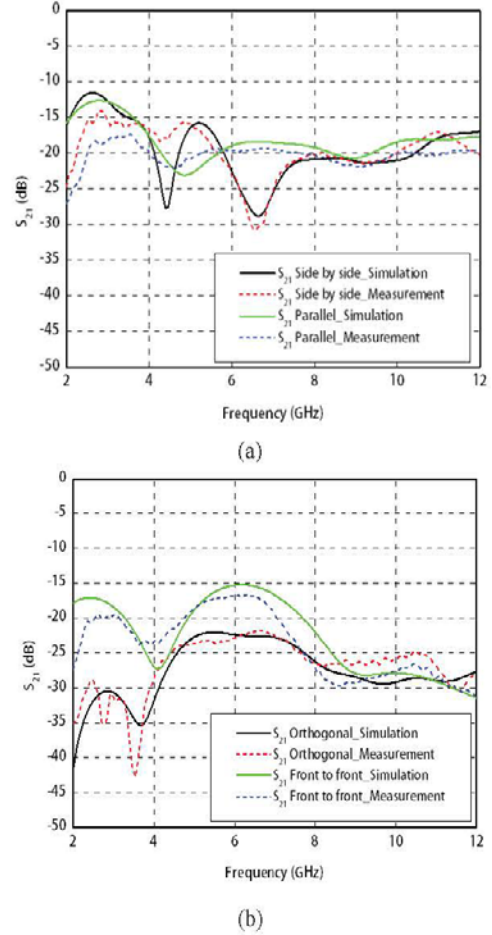 0
-5
-10
-15
-20
-25
-30
-35
-40
-45
-50
S21 (dB)
S21 Side by side_Simulation
S21 Side by side_Measurement
S21 Parallel_Simulation
S21 Parallel_Measurement
2 4 6 8 10 12
Frequency (GHz)
(a)
0
-5
-10
-15
-20
-25
-30
-35
-40
-45
-50
S21 (dB)
S21 Orthogonal_Simulation
S21 Orthogonal_Measurement
S21 Front to front_Simulation
S21 Front to front_Measurement
2 4 6 8 10 12
Frequency (GHz)
(b)